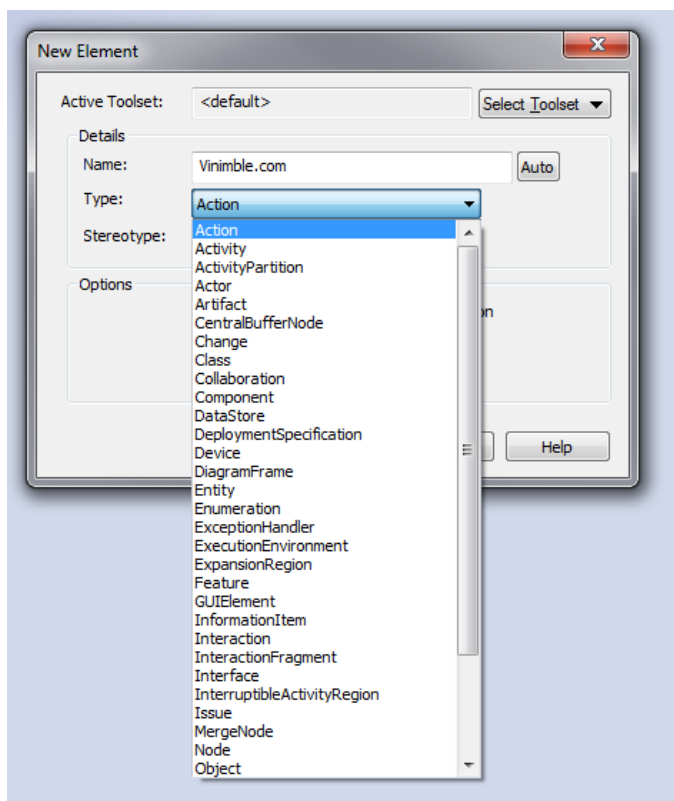 New Element
Active Toolset: <default> Select Toolset
Details
Name: Vinimble.com Auto
Type: Action
Stereotype:
Action
Activity
ActivityPartition
Options
Actor
Artifact
CentralBufferNode
Change
Class
Collaboration
Component
DataStore
DeploymentSpecification
Device
Help
DiagramFrame
Entity
Enumeration
ExceptionHandler
ExecutionEnvironment
ExpansionRegion
Feature
GUIElement
InformationItem
Interaction
InteractionFragment
Interface
InterruptibleActivityRegion
Issue
MergeNode
Node
Object